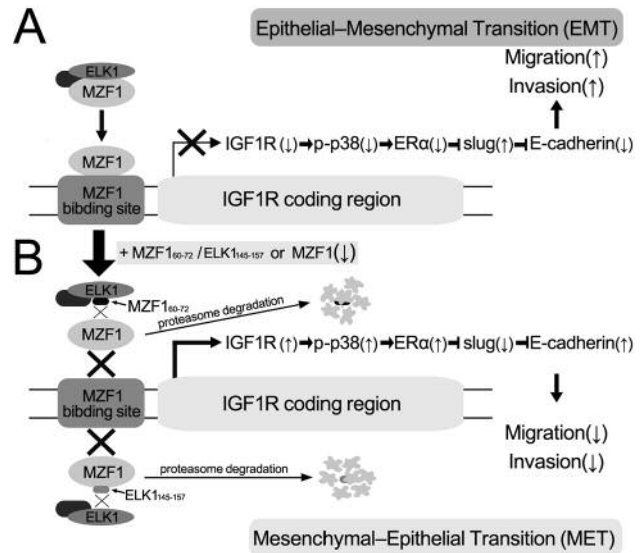 A
Epithelial–Mesenchymal Transition (EMT)
Migration(↑)
Invasion(↑)
ELK1
MZF1
MZF1
IGF1R (↓) → p-p38(↓) → ERα(↓) ⊣ slug(↑) ⊣ E-cadherin(↓)
MZF1
bibding site
IGF1R coding region
+ MZF1₆₀₋₇₂ / ELK1₁₄₅₋₁₅₇ or MZF1(↓)
B
ELK1
MZF1₆₀₋₇₂
MZF1
proteasome degradation
IGF1R (↑) → p-p38(↑) → ERα(↑) ⊣ slug(↓) ⊣ E-cadherin(↑)
MZF1
bibding site
IGF1R coding region
Migration(↓)
Invasion(↓)
MZF1
proteasome degradation
ELK1₁₄₅₋₁₅₇
ELK1
Mesenchymal–Epithelial Transition (MET)